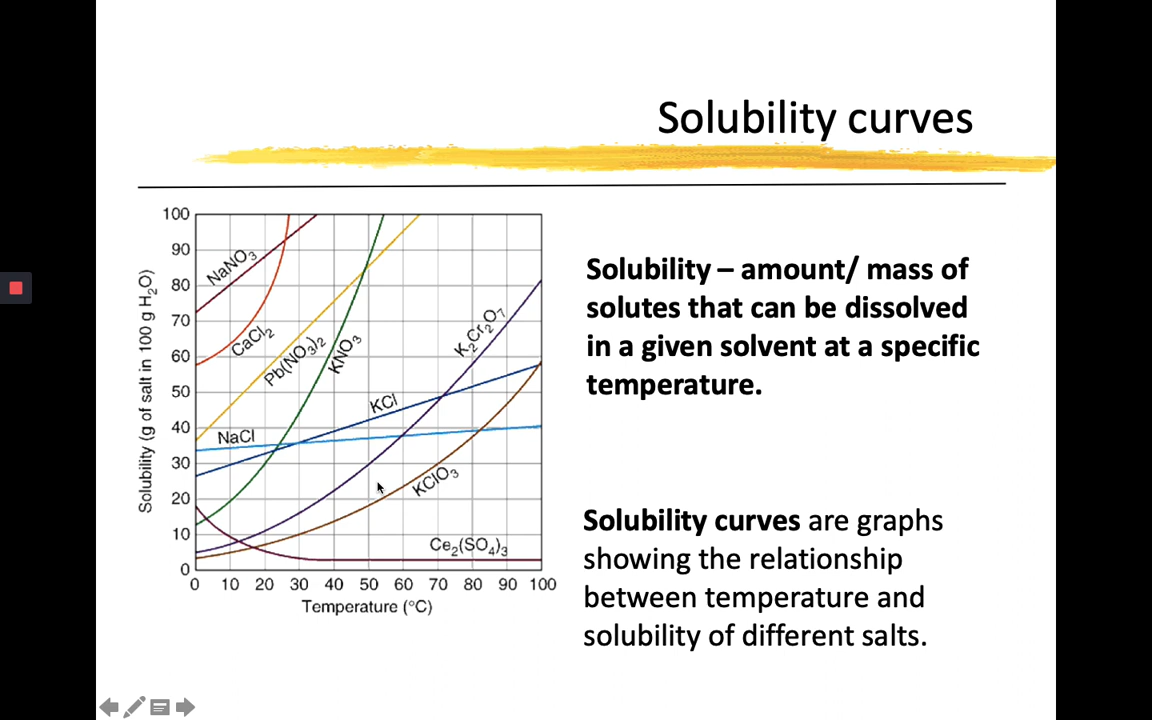 Solubility curves
Solubility – amount/ mass of
solutes that can be dissolved
in a given solvent at a specific
temperature.
Solubility curves are graphs
showing the relationship
between temperature and
solubility of different salts.
Solubility (g of salt in 100 g H₂O)
100
90
80
70
60
50
40
30
20
10
0
NaNO₃
CaCl₂
Pb(NO₃)₂
KNO₃
K₂Cr₂O₇
KCl
NaCl
KClO₃
Ce₂(SO₄)₃
0 10 20 30 40 50 60 70 80 90 100
Temperature (°C)